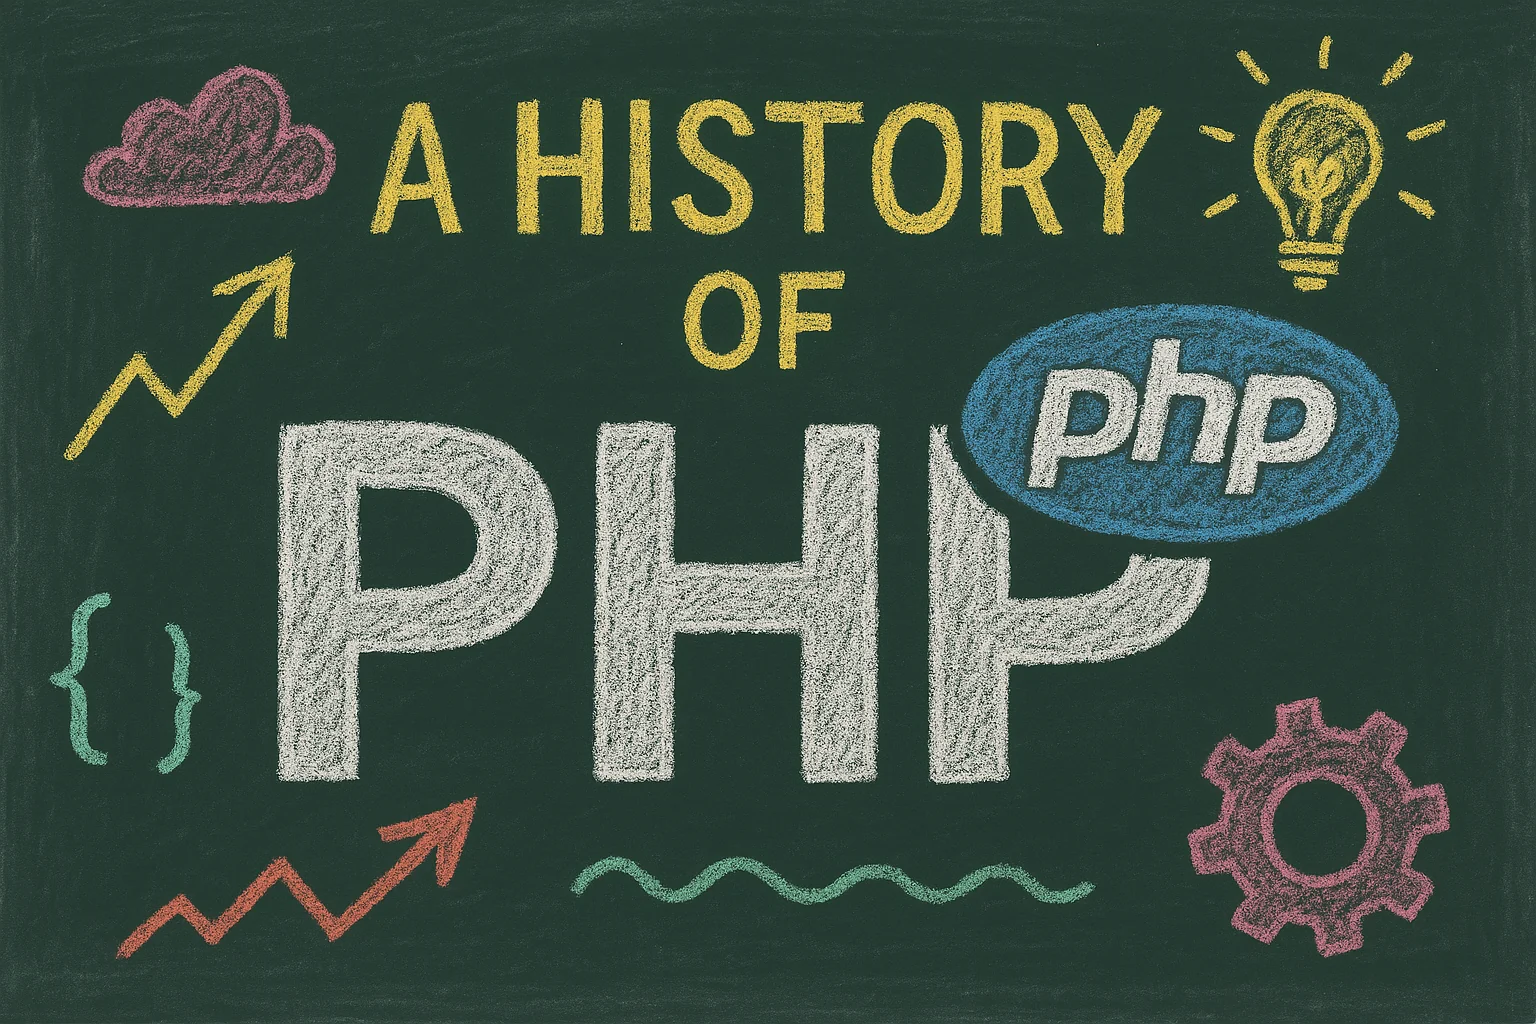 A HISTORY
OF
PHP
php
{ }